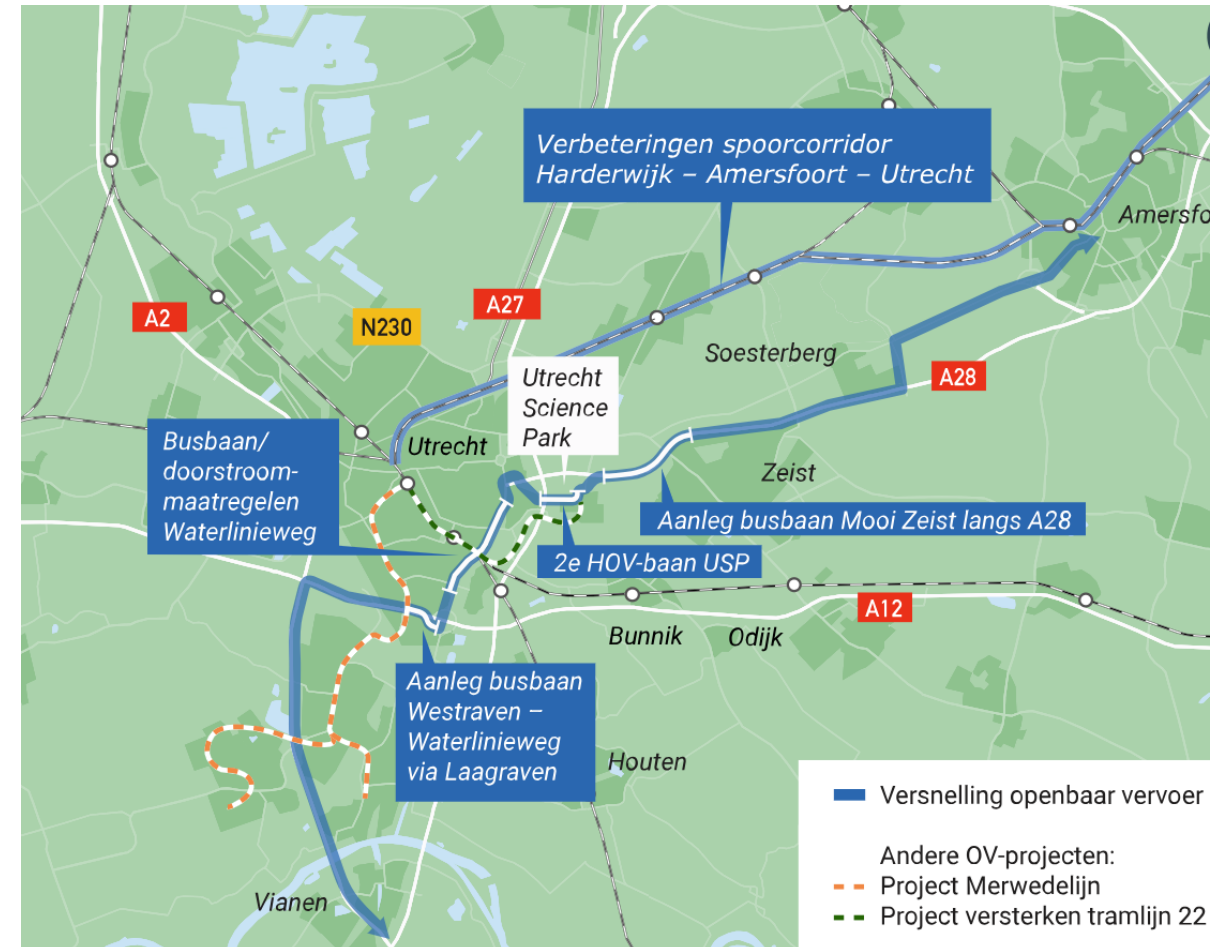 Verbeteringen spoorcorridor
Harderwijk – Amersfoort – Utrecht
Amersfo
A2
N230
A27
Soesterberg
A28
Utrecht
Science
Park
Busbaan/
doorstroom-
maatregelen
Waterlinieweg
Utrecht
Zeist
Aanleg busbaan Mooi Zeist langs A28
2e HOV-baan USP
A12
Bunnik
Odijk
Aanleg busbaan
Westraven –
Waterlinieweg
via Laagraven
Houten
Vianen
Versnelling openbaar vervoer
Andere OV-projecten:
Project Merwedelijn
Project versterken tramlijn 22